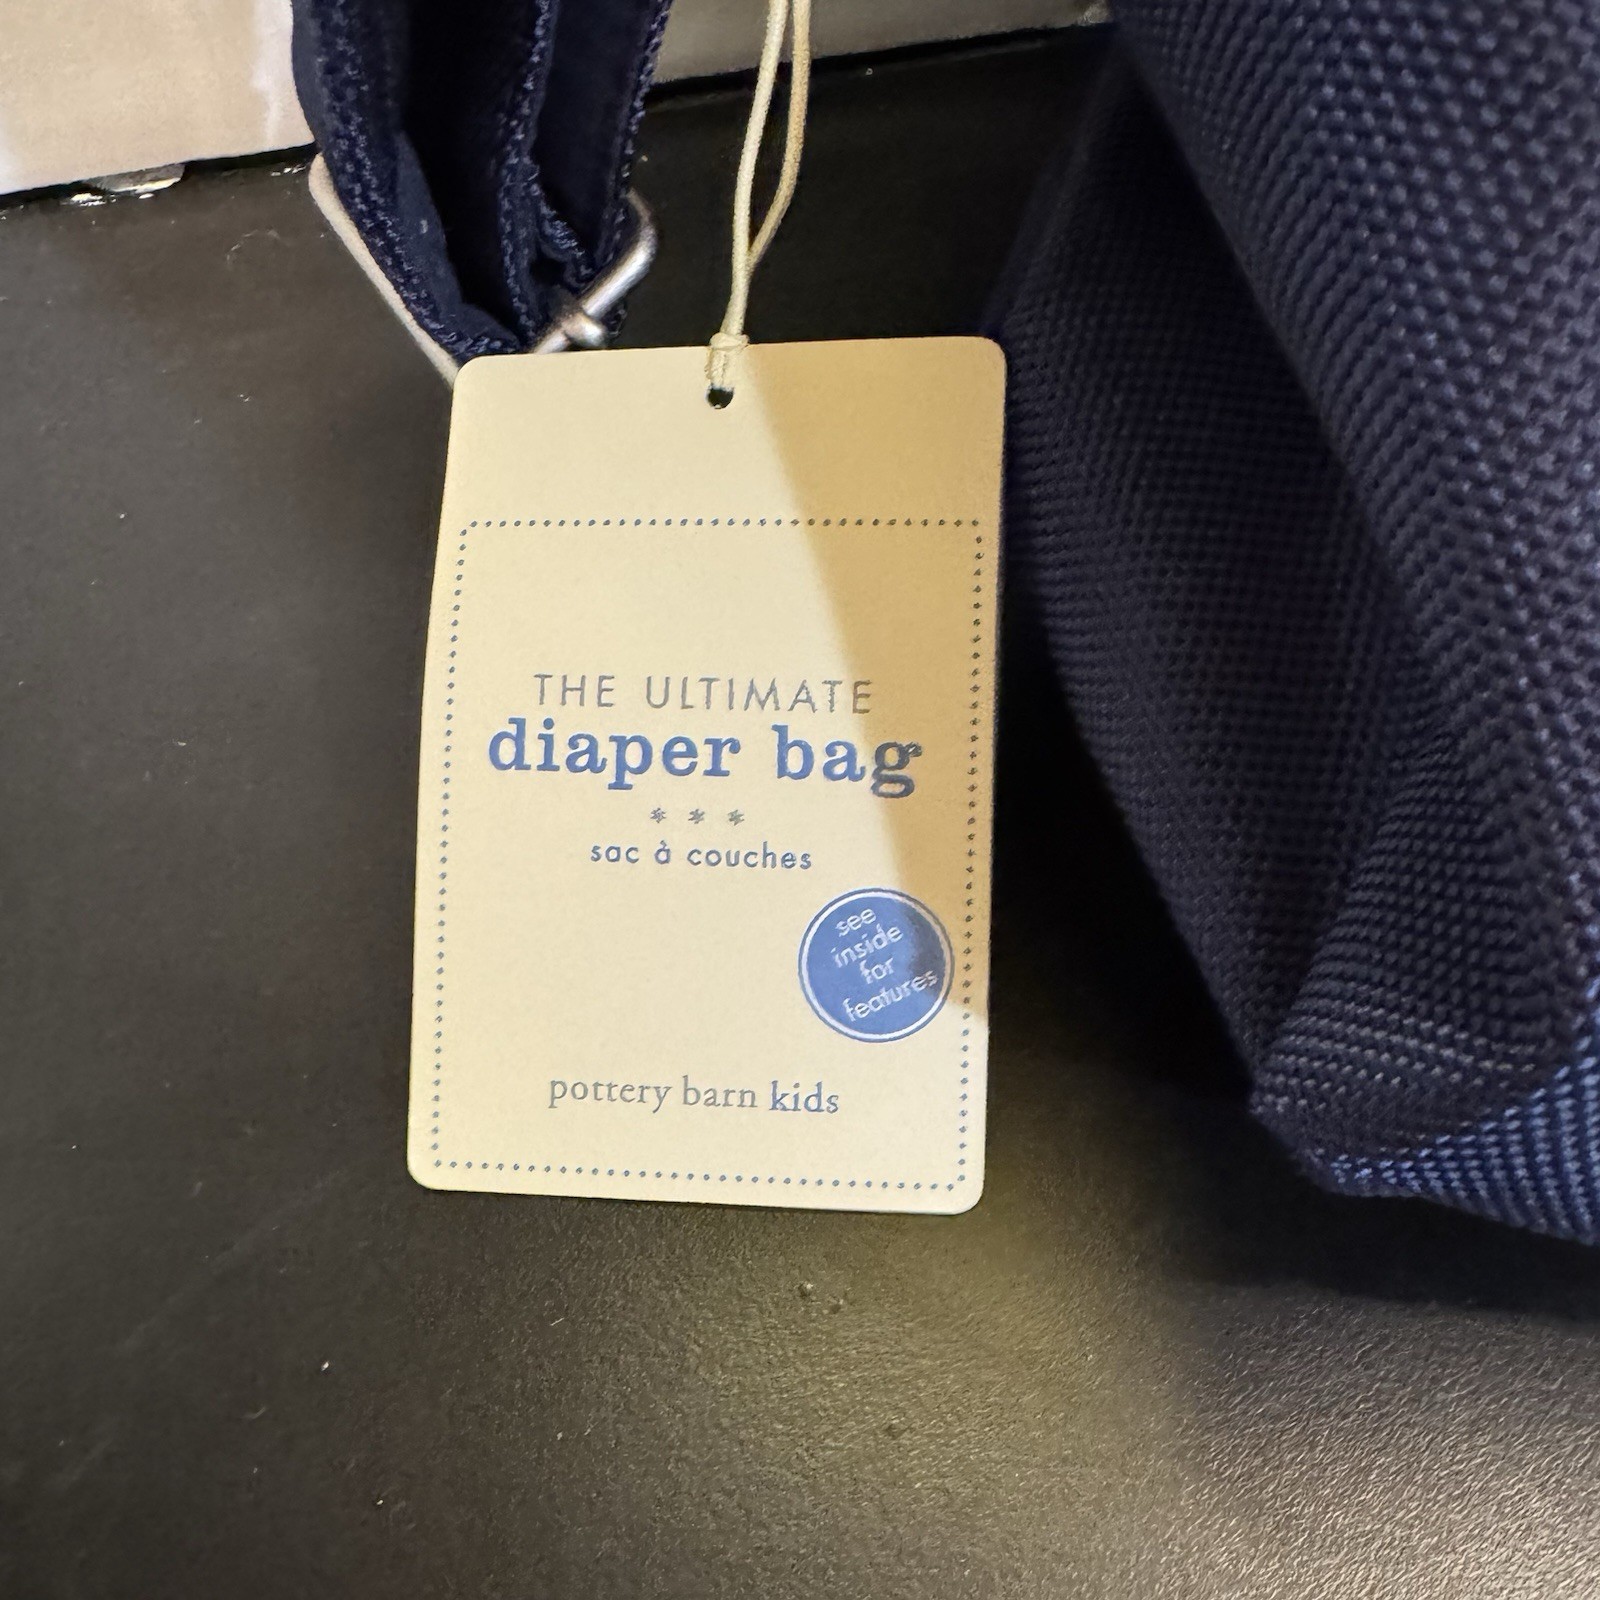 THE ULTIMATE
diaper bag
* * *
sac à couches
see
inside
for
features
pottery barn kids